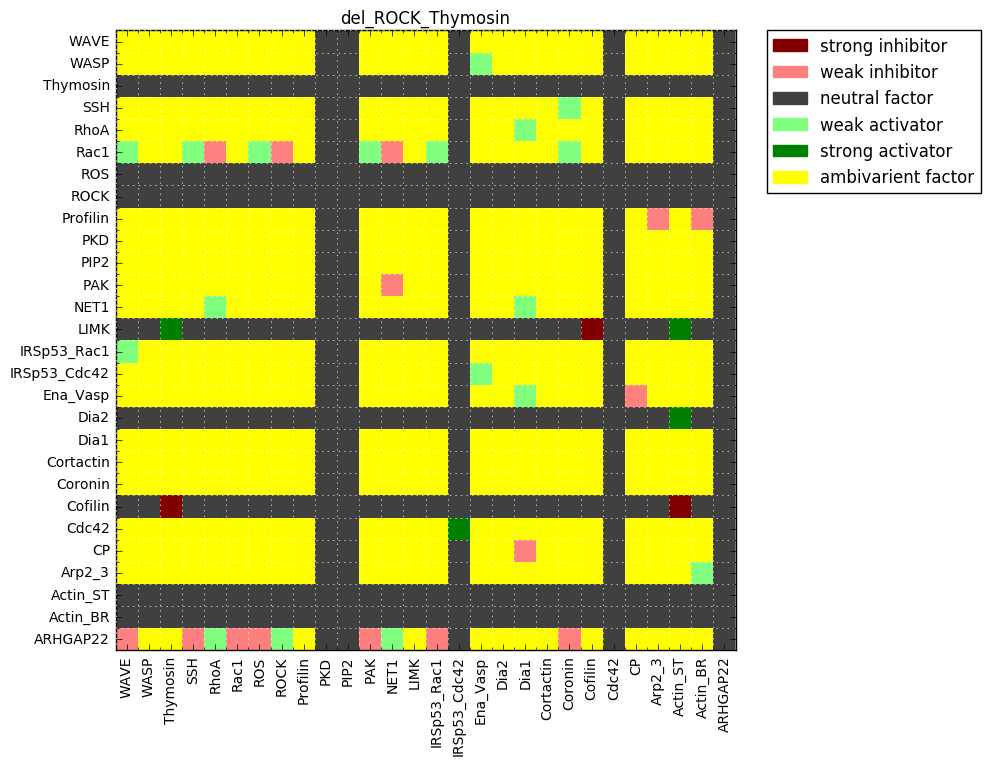 del_ROCK_Thymosin
WAVE
WASP
Thymosin
SSH
RhoA
Rac1
ROS
ROCK
Profilin
PKD
PIP2
PAK
NET1
LIMK
IRSp53_Rac1
IRSp53_Cdc42
Ena_Vasp
Dia2
Dia1
Cortactin
Coronin
Cofilin
Cdc42
CP
Arp2_3
Actin_ST
Actin_BR
ARHGAP22
WAVE
WASP
Thymosin
SSH
RhoA
Rac1
ROS
ROCK
Profilin
PKD
PIP2
PAK
NET1
LIMK
IRSp53_Rac1
IRSp53_Cdc42
Ena_Vasp
Dia2
Dia1
Cortactin
Coronin
Cofilin
Cdc42
CP
Arp2_3
Actin_ST
Actin_BR
ARHGAP22
strong inhibitor
weak inhibitor
neutral factor
weak activator
strong activator
ambivarient factor